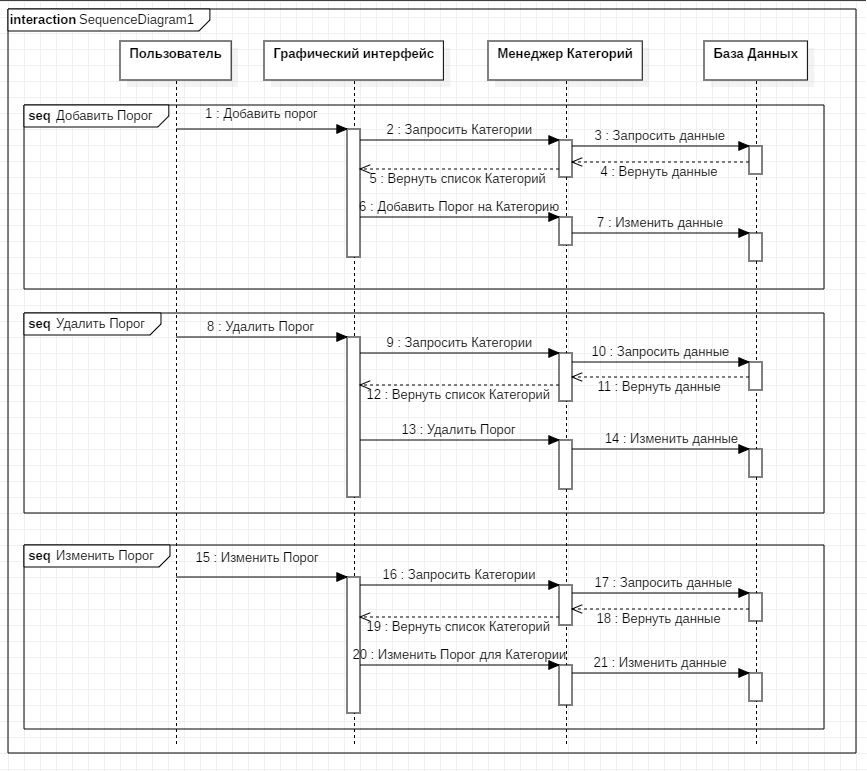 interaction SequenceDiagram1
Пользователь
Графический интерфейс
Менеджер Категорий
База Данных
seq Добавить Порог
1 : Добавить порог
2 : Запросить Категории
3 : Запросить данные
4 : Вернуть данные
5 : Вернуть список Категорий
6 : Добавить Порог на Категорию
7 : Изменить данные
seq Удалить Порог
8 : Удалить Порог
9 : Запросить Категории
10 : Запросить данные
11 : Вернуть данные
12 : Вернуть список Категорий
13 : Удалить Порог
14 : Изменить данные
seq Изменить Порог
15 : Изменить Порог
16 : Запросить Категории
17 : Запросить данные
18 : Вернуть данные
19 : Вернуть список Категорий
20 : Изменить Порог для Категории
21 : Изменить данные